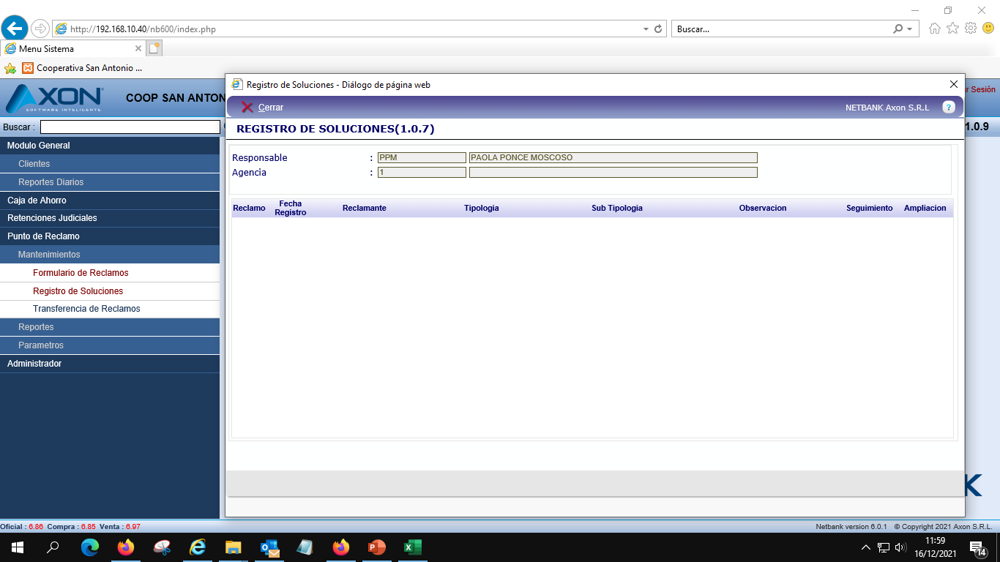 http://192.168.10.40/nb600/index.php
Buscar...
Menu Sistema
Cooperativa San Antonio ...
Registro de Soluciones - Diálogo de página web
AXON
SOFTWARE INTELIGENTE
COOP SAN ANTON
r Sesión
Cerrar
NETBANK Axon S.R.L
?
Buscar :
1.0.9
REGISTRO DE SOLUCIONES(1.0.7)
Modulo General
Clientes
Reportes Diarios
Caja de Ahorro
Retenciones Judiciales
Punto de Reclamo
Mantenimientos
Formulario de Reclamos
Registro de Soluciones
Transferencia de Reclamos
Reportes
Parametros
Administrador
Responsable : PPM PAOLA PONCE MOSCOSO
Agencia : 1
Reclamo Fecha Registro Reclamante Tipologia Sub Tipologia Observacion Seguimiento Ampliacion
K
Oficial : 6.86 Compra : 6.85 Venta : 6.97
Netbank version 6.0.1 © Copyright 2021 Axon S.R.L.
11:59
16/12/2021
14